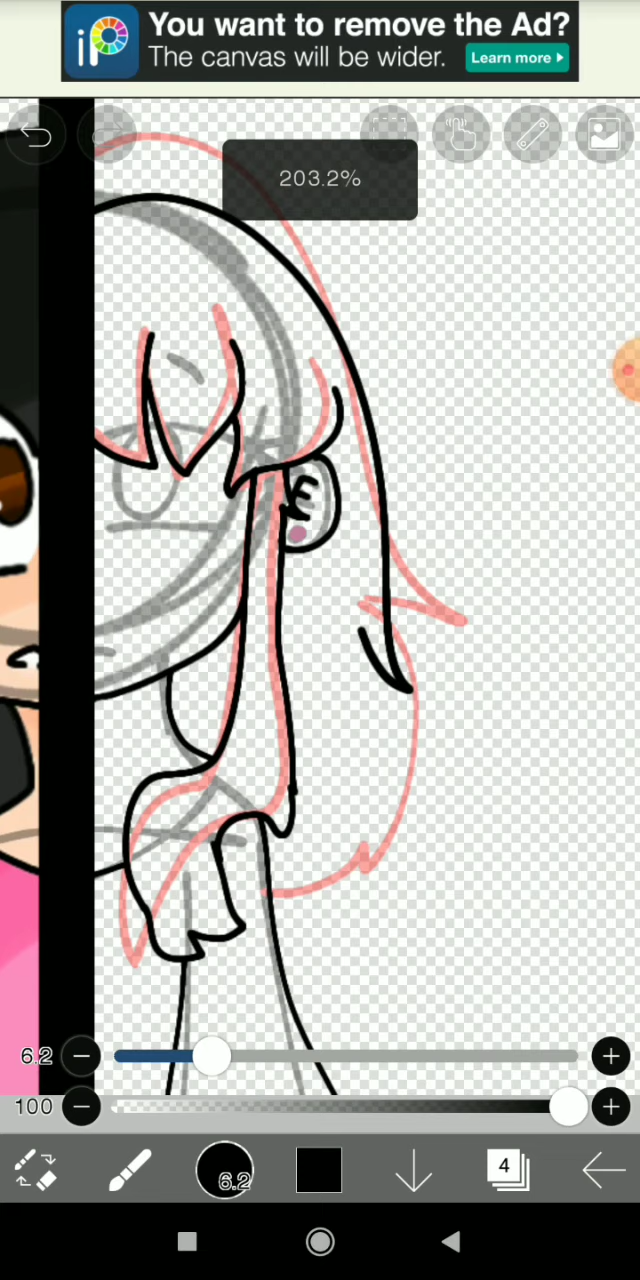 You want to remove the Ad?
The canvas will be wider.
Learn more
iP
203.2%
6.2
100
6.2
4